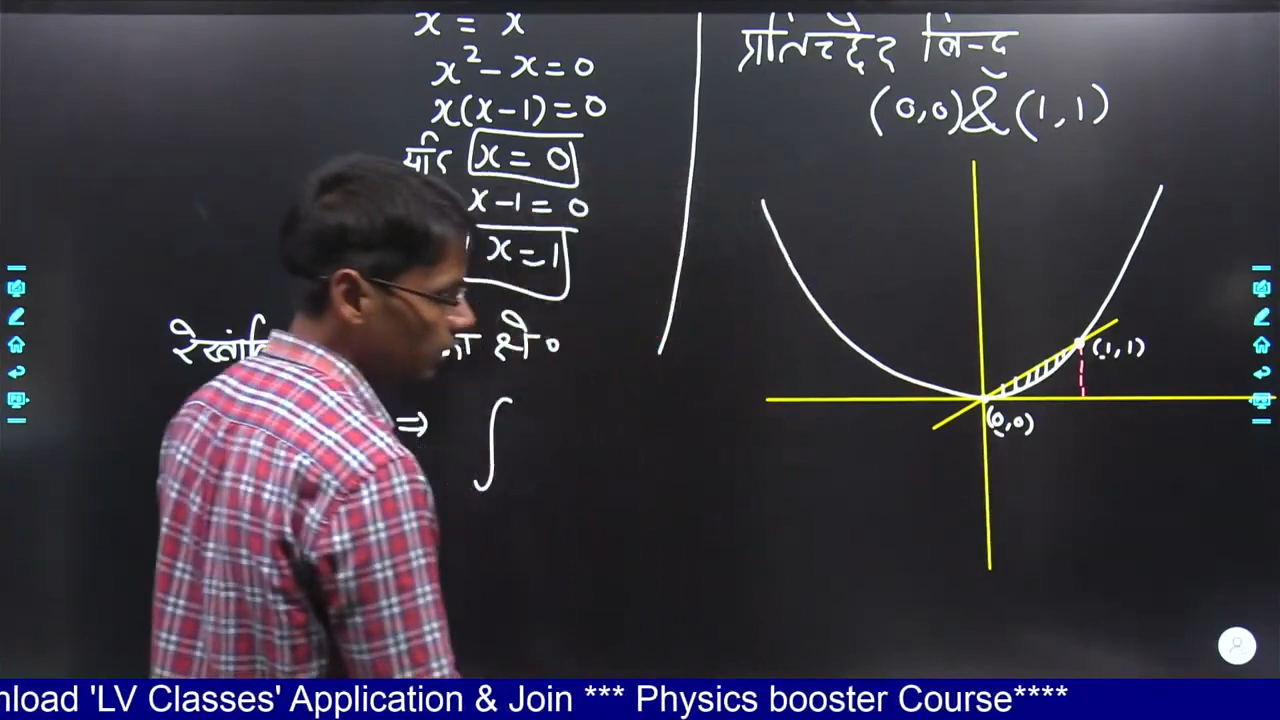 x = x
x² - x = 0
x(x-1) = 0
यदि x = 0
x-1 = 0
x = 1
प्रतिच्छेद बिन्दु
(0,0) & (1,1)
(1,1)
(0,0)
का क्षे०
⇒ ∫
nload 'LV Classes' Application & Join *** Physics booster Course****